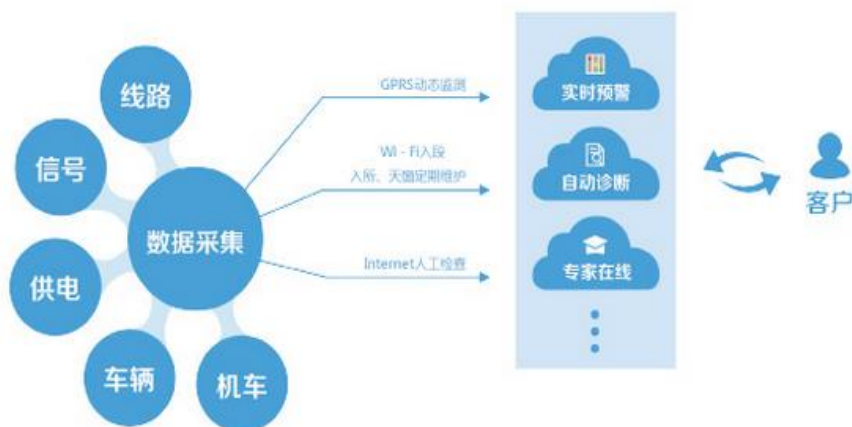 线路
信号
供电
车辆
机车
数据采集
GPRS动态监测
Wi - Fi入段
入所、天窗定期维护
Internet人工检查
实时预警
自动诊断
专家在线
客户